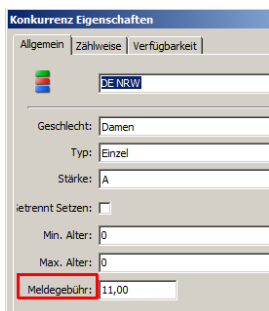 Konkurrenz Eigenschaften
Allgemein Zählweise Verfügbarkeit
DE NRW
Geschlecht: Damen
Typ: Einzel
Stärke: A
Getrennt Setzen:
Min. Alter: 0
Max. Alter: 0
Meldegebühr: 11,00